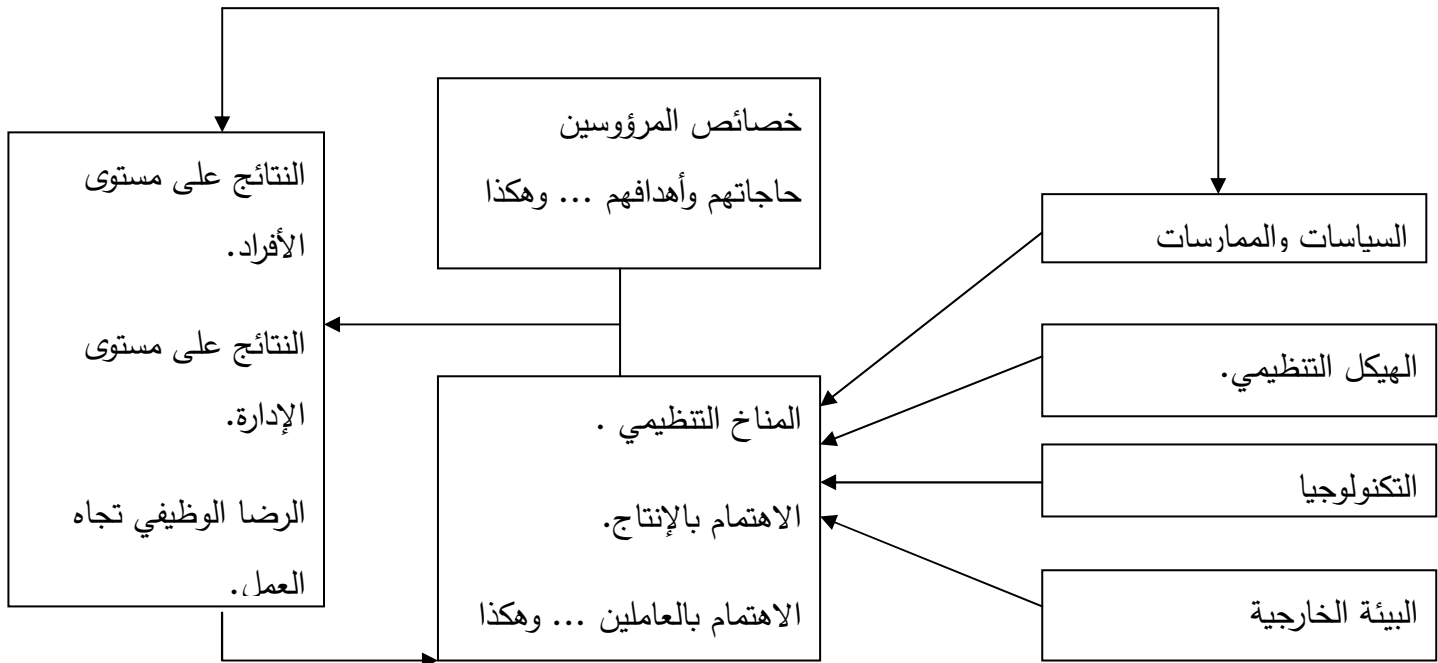 خصائص المرؤوسين
حاجاتهم وأهدافهم ... وهكذا
السياسات والممارسات
الهيكل التنظيمي.
التكنولوجيا
البيئة الخارجية
المناخ التنظيمي .
الاهتمام بالإنتاج.
الاهتمام بالعاملين ... وهكذا
النتائج على مستوى
الأفراد.
النتائج على مستوى
الإدارة.
الرضا الوظيفي تجاه
العمل.